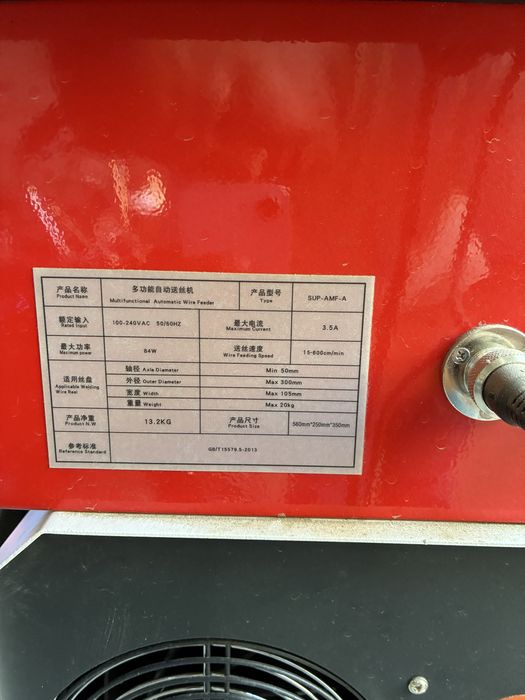 产品名称 多功能自动送丝机 产品型号 SUP-AMF-A
Product Name Multifunctional Automatic Wire Feeder Type
额定输入 100-240VAC 50/60HZ 最大电流 3.5A
Rated Input Maximum Current
最大功率 84W 送丝速度 15-600cm/min
Maximum power Wire Feeding Speed
适用丝盘 轴径 Axle Diamater Min 50mm
Applicable Welding Wire Reel 外径 Outer Diameter Max 300mm
宽度 Width Max 105mm
重量 Weight Max 20kg
产品净重 13.2KG 产品尺寸 560mm*250mm*350mm
Product N.W Product Size
参考标准 GB/T15579.5-2013
Reference Standard